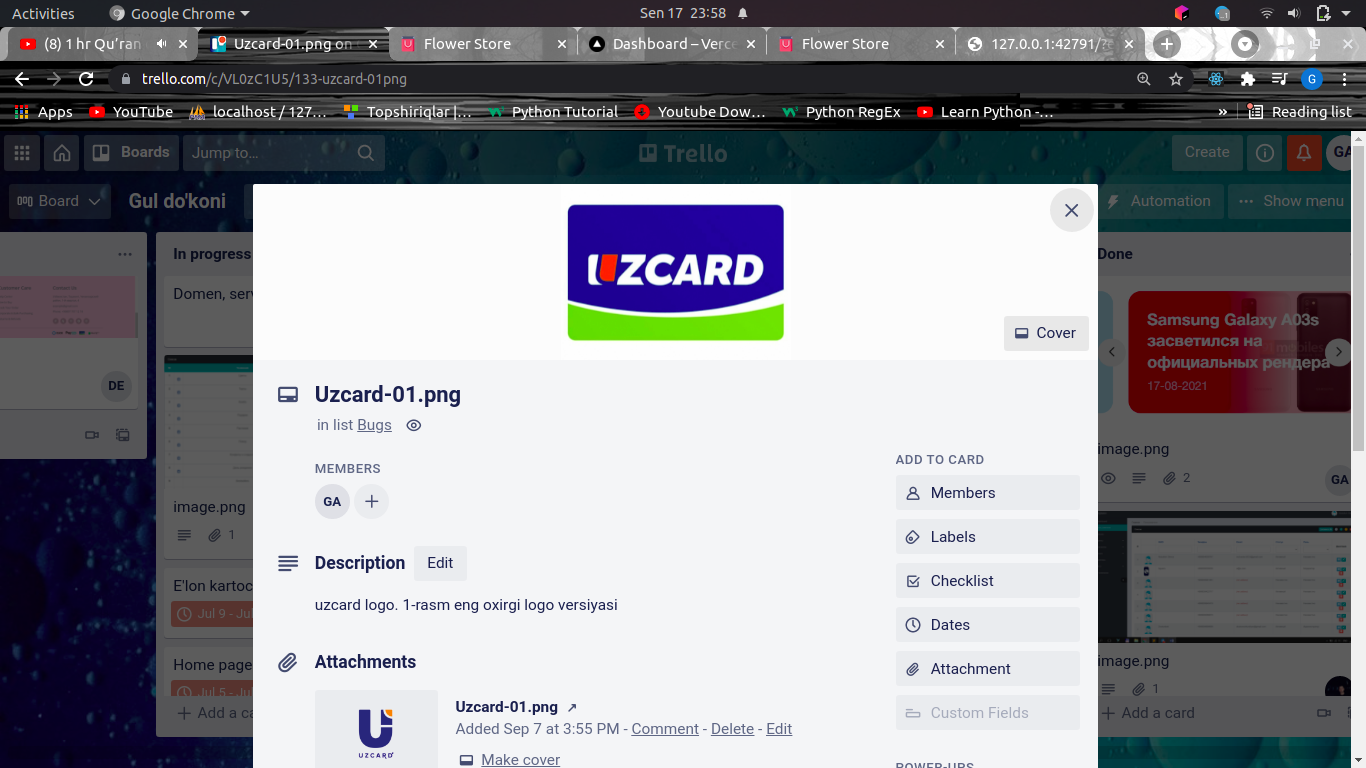 Activities
Google Chrome
Sen 17 23:58
(8) 1 hr Qu'ran
Uzcard-01.png on
Flower Store
Dashboard – Verce
Flower Store
127.0.0.1:42791/?
trello.com/c/VL0zC1U5/133-uzcard-01png
G
Apps
YouTube
localhost / 127...
Topshiriqlar |...
Python Tutorial
Youtube Dow...
Python RegEx
Learn Python -...
»
Reading list
Boards
Jump to...
Trello
Create
GA
Board
Gul do'koni
Automation
Show menu
DE
In progress
Domen, serv
image.png
1
E'lon kartoc
Jul 9 - Jul
Home page
Jul 5 - Jul
+ Add a ca
UZCARD
Cover
Uzcard-01.png
in list Bugs
MEMBERS
GA
Description
Edit
uzcard logo. 1-rasm eng oxirgi logo versiyasi
Attachments
UZCARD
Uzcard-01.png ↗
Added Sep 7 at 3:55 PM - Comment - Delete - Edit
Make cover
ADD TO CARD
Members
Labels
Checklist
Dates
Attachment
Custom Fields
POWER-UPS
Done
Samsung Galaxy A03s
засветился на
официальных рендера
17-08-2021
image.png
2
GA
image.png
1
+ Add a card